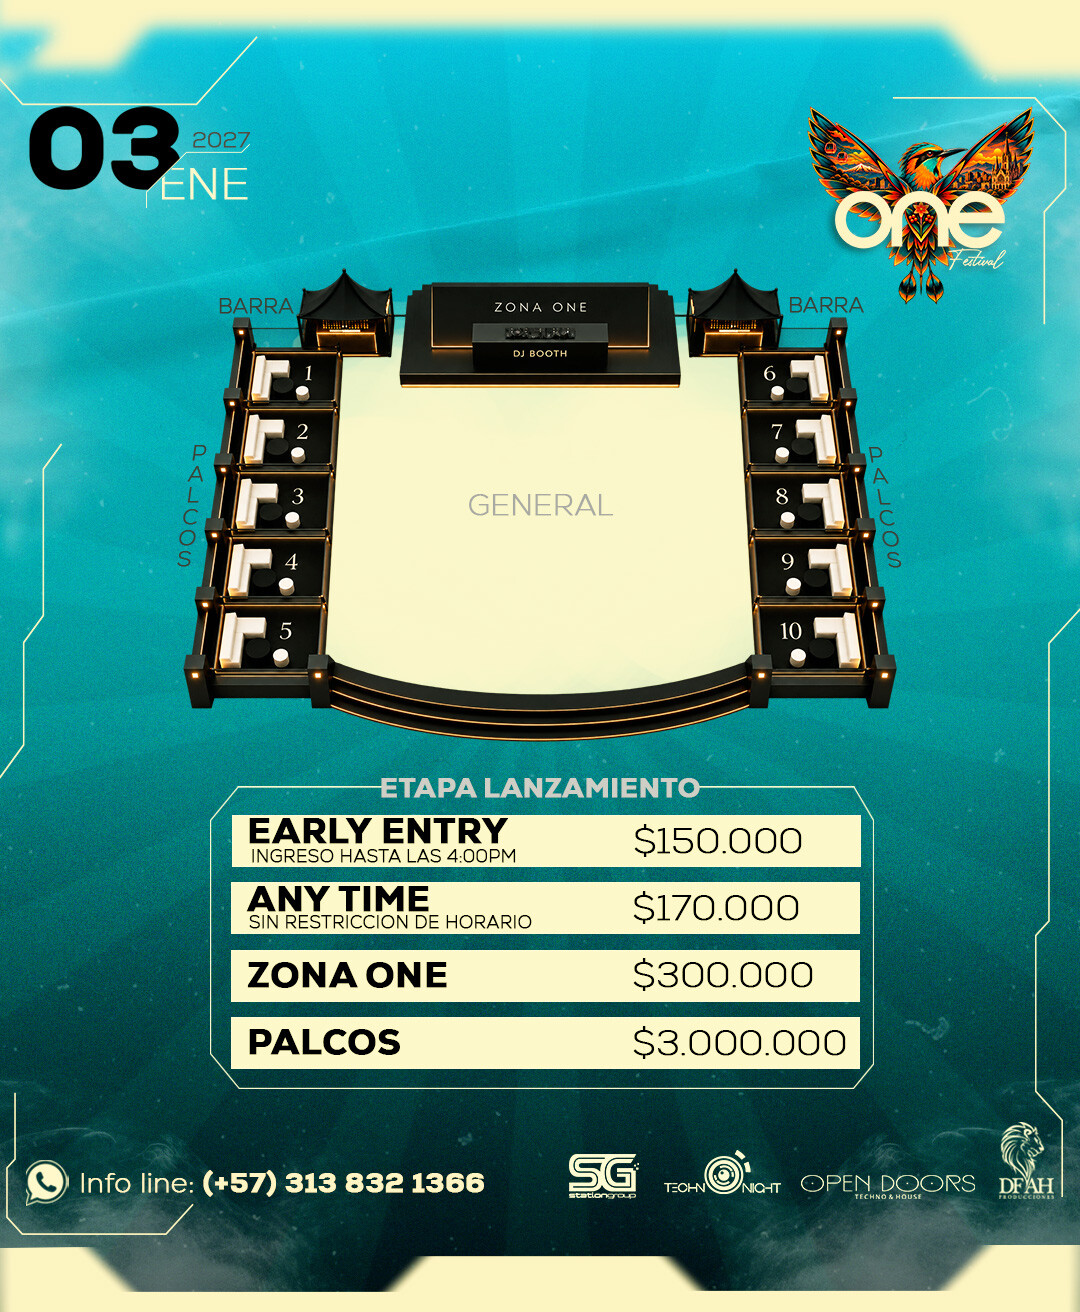 03
2027
ENE
one
Festival
BARRA
ZONA ONE
BARRA
DJ BOOTH
1
2
3
4
5
6
7
8
9
10
PALCOS
GENERAL
PALCOS
ETAPA LANZAMIENTO
EARLY ENTRY $150.000
INGRESO HASTA LAS 4:00PM
ANY TIME $170.000
SIN RESTRICCION DE HORARIO
ZONA ONE $300.000
PALCOS $3.000.000
Info line: (+57) 313 832 1366
SG
stationgroup
TECHNO NIGHT
OPEN DOORS
TECHNO & HOUSE
DFAH
PRODUCCIONES